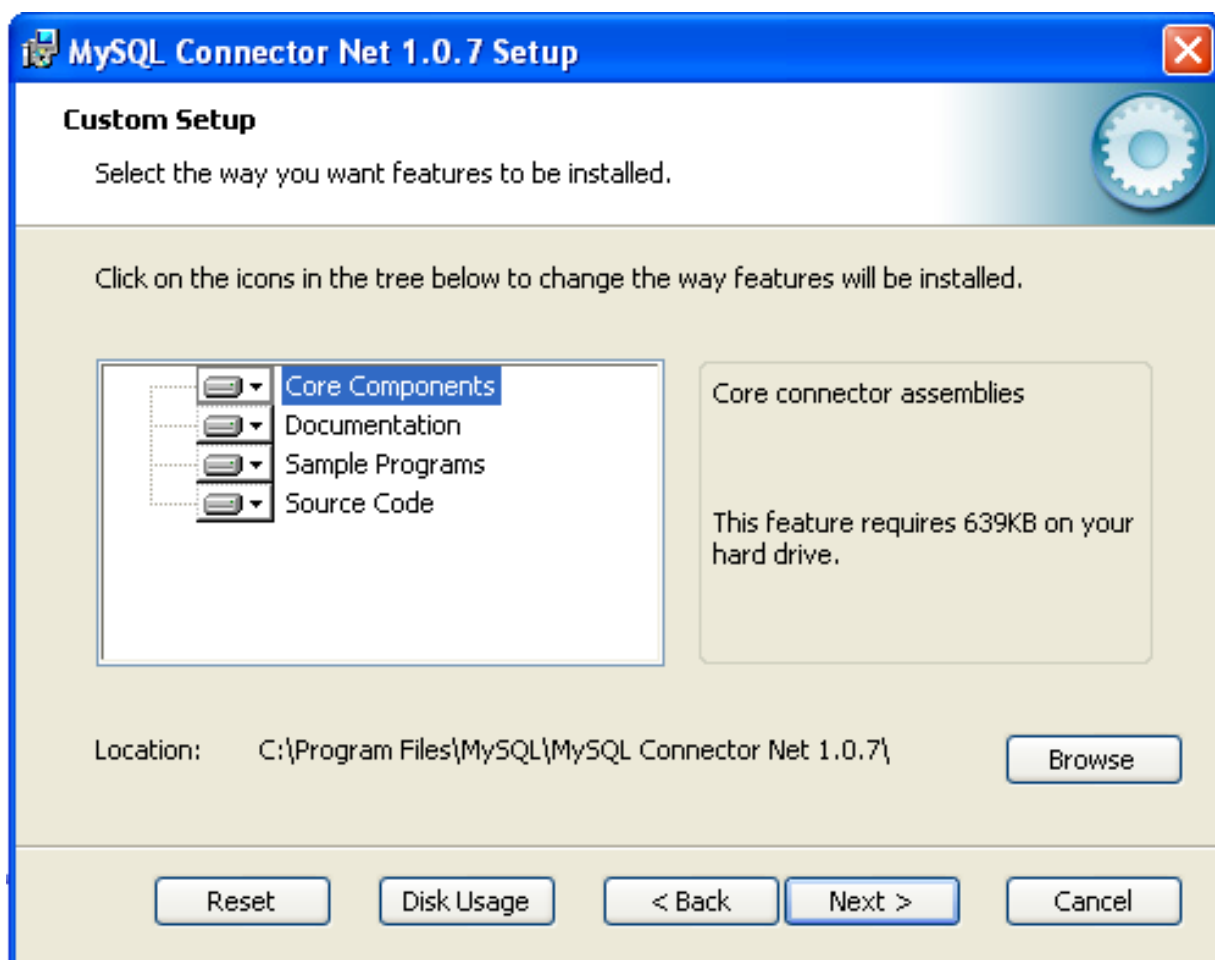 MySQL Connector Net 1.0.7 Setup
Custom Setup
Select the way you want features to be installed.
Click on the icons in the tree below to change the way features will be installed.
Core Components
Documentation
Sample Programs
Source Code
Core connector assemblies
This feature requires 639KB on your
hard drive.
Location: C:\Program Files\MySQL\MySQL Connector Net 1.0.7\
Browse
Reset Disk Usage < Back Next > Cancel